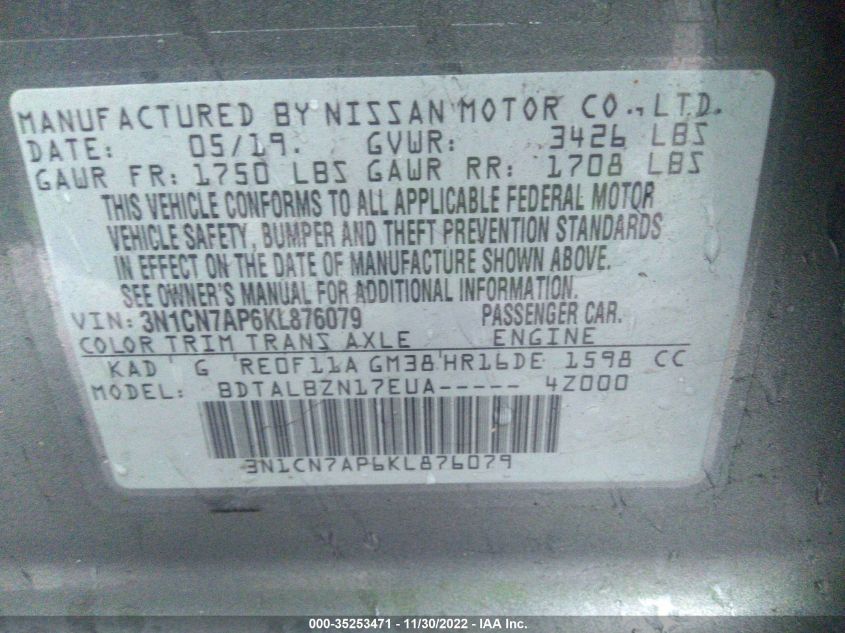 MANUFACTURED BY NISSAN MOTOR CO., LTD.
DATE: 05/19. GVWR: 3426 LBS
GAWR FR: 1750 LBS GAWR RR: 1708 LBS
THIS VEHICLE CONFORMS TO ALL APPLICABLE FEDERAL MOTOR
VEHICLE SAFETY, BUMPER AND THEFT PREVENTION STANDARDS
IN EFFECT ON THE DATE OF MANUFACTURE SHOWN ABOVE.
SEE OWNER'S MANUAL FOR ADDITIONAL INFORMATION.
VIN: 3N1CN7AP6KL876079 PASSENGER CAR.
COLOR TRIM TRANS AXLE ENGINE
KAD G RE0F11A GM38 HR16DE 1598 CC
MODEL: BDTALBZN17EUA----- 4Z000
3N1CN7AP6KL876079
000-35253471 - 11/30/2022 - IAA Inc.